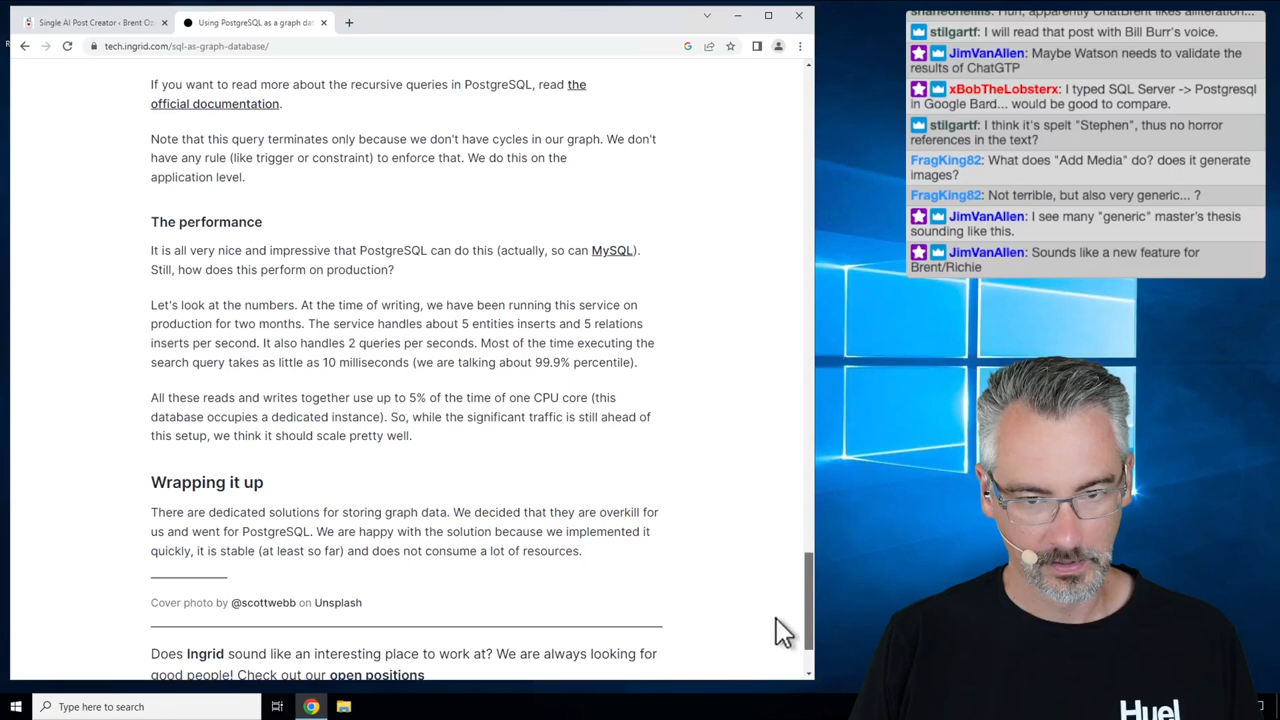 Single AI Post Creator ‹ Brent Oz
Using PostgreSQL as a graph dat
tech.ingrid.com/sql-as-graph-database/
If you want to read more about the recursive queries in PostgreSQL, read the
official documentation.
Note that this query terminates only because we don't have cycles in our graph. We don't
have any rule (like trigger or constraint) to enforce that. We do this on the
application level.
The performance
It is all very nice and impressive that PostgreSQL can do this (actually, so can MySQL).
Still, how does this perform on production?
Let's look at the numbers. At the time of writing, we have been running this service on
production for two months. The service handles about 5 entities inserts and 5 relations
inserts per second. It also handles 2 queries per seconds. Most of the time executing the
search query takes as little as 10 milliseconds (we are talking about 99.9% percentile).
All these reads and writes together use up to 5% of the time of one CPU core (this
database occupies a dedicated instance). So, while the significant traffic is still ahead of
this setup, we think it should scale pretty well.
Wrapping it up
There are dedicated solutions for storing graph data. We decided that they are overkill for
us and went for PostgreSQL. We are happy with the solution because we implemented it
quickly, it is stable (at least so far) and does not consume a lot of resources.
Cover photo by @scottwebb on Unsplash
Does Ingrid sound like an interesting place to work at? We are always looking for
good people! Check out our open positions
Type here to search
stilgartf: I will read that post with Bill Burr's voice.
JimVanAllen: Maybe Watson needs to validate the
results of ChatGTP
xBobTheLobsterx: I typed SQL Server -> Postgresql
in Google Bard... would be good to compare.
stilgartf: I think it's spelt "Stephen", thus no horror
references in the text?
FragKing82: What does "Add Media" do? does it generate
images?
FragKing82: Not terrible, but also very generic... ?
JimVanAllen: I see many "generic" master's thesis
sounding like this.
JimVanAllen: Sounds like a new feature for
Brent/Richie
Huel